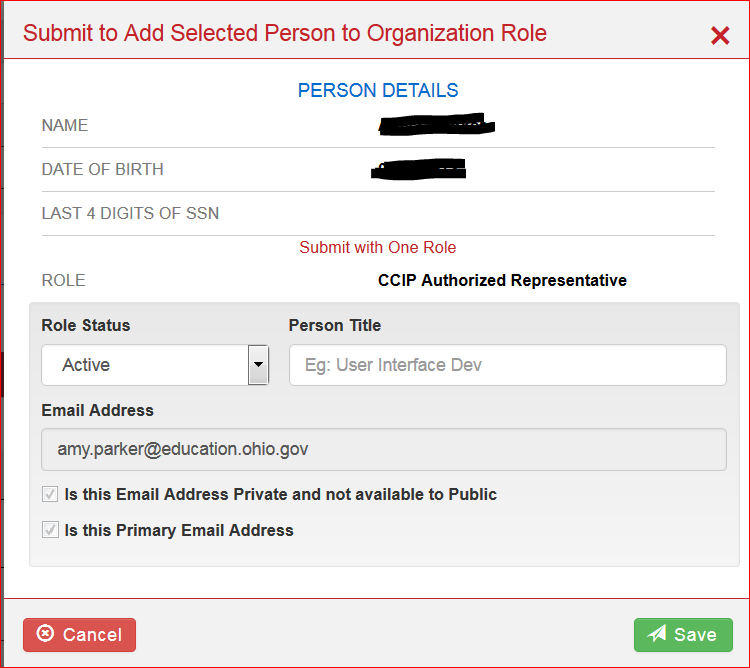 Submit to Add Selected Person to Organization Role
PERSON DETAILS
NAME
DATE OF BIRTH
LAST 4 DIGITS OF SSN
Submit with One Role
ROLE CCIP Authorized Representative
Role Status Person Title
Active Eg: User Interface Dev
Email Address
amy.parker@education.ohio.gov
Is this Email Address Private and not available to Public
Is this Primary Email Address
Cancel Save